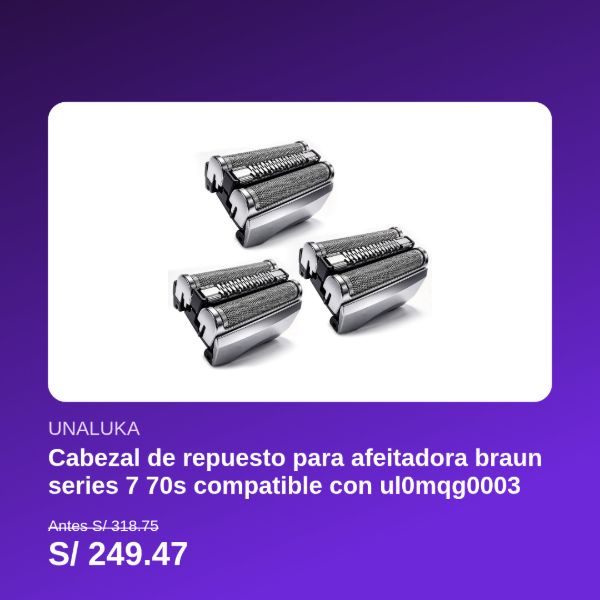 UNALUKA
Cabezal de repuesto para afeitadora braun
series 7 70s compatible con ul0mqg0003
Antes S/ 318.75
S/ 249.47